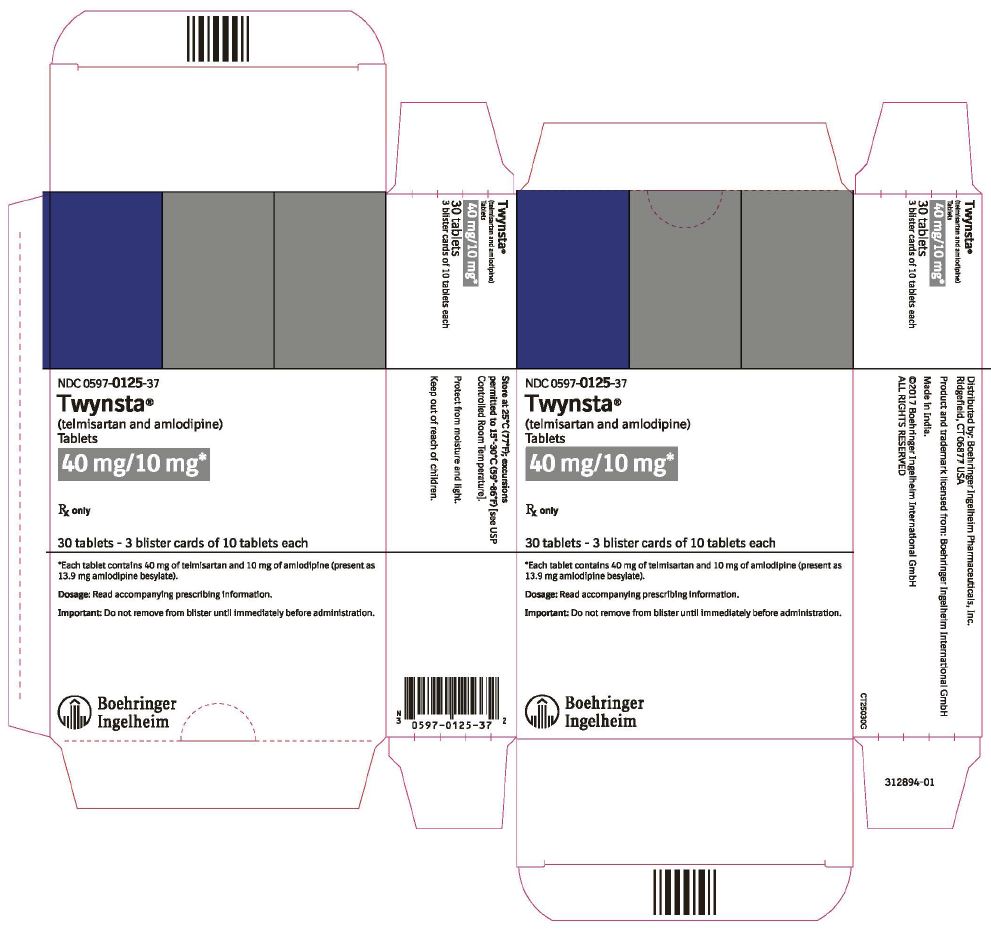 Twynsta®
(telmisartan and amlodipine)
Tablets
40 mg/10 mg*
30 tablets
3 blister cards of 10 tablets each
Twynsta®
(telmisartan and amlodipine)
Tablets
40 mg/10 mg*
30 tablets
3 blister cards of 10 tablets each
NDC 0597-0125-37
Twynsta®
(telmisartan and amlodipine)
Tablets
40 mg/10 mg*
Rx only
30 tablets - 3 blister cards of 10 tablets each
*Each tablet contains 40 mg of telmisartan and 10 mg of amlodipine (present as
13.9 mg amlodipine besylate).
Dosage: Read accompanying prescribing information.
Important: Do not remove from blister until immediately before administration.
Boehringer
Ingelheim
Store at 25°C (77°F); excursions
permitted to 15°-30°C (59°-86°F) [see USP
Controlled Room Temperature].
Protect from moisture and light.
Keep out of reach of children.
N
3
0597-0125-37
2
NDC 0597-0125-37
Twynsta®
(telmisartan and amlodipine)
Tablets
40 mg/10 mg*
Rx only
30 tablets - 3 blister cards of 10 tablets each
*Each tablet contains 40 mg of telmisartan and 10 mg of amlodipine (present as
13.9 mg amlodipine besylate).
Dosage: Read accompanying prescribing information.
Important: Do not remove from blister until immediately before administration.
Boehringer
Ingelheim
Distributed by: Boehringer Ingelheim Pharmaceuticals, Inc.
Ridgefield, CT 06877 USA
Product and trademark licensed from: Boehringer Ingelheim International GmbH
Made in India.
©2017 Boehringer Ingelheim International GmbH
ALL RIGHTS RESERVED
CT25030G
312894-01